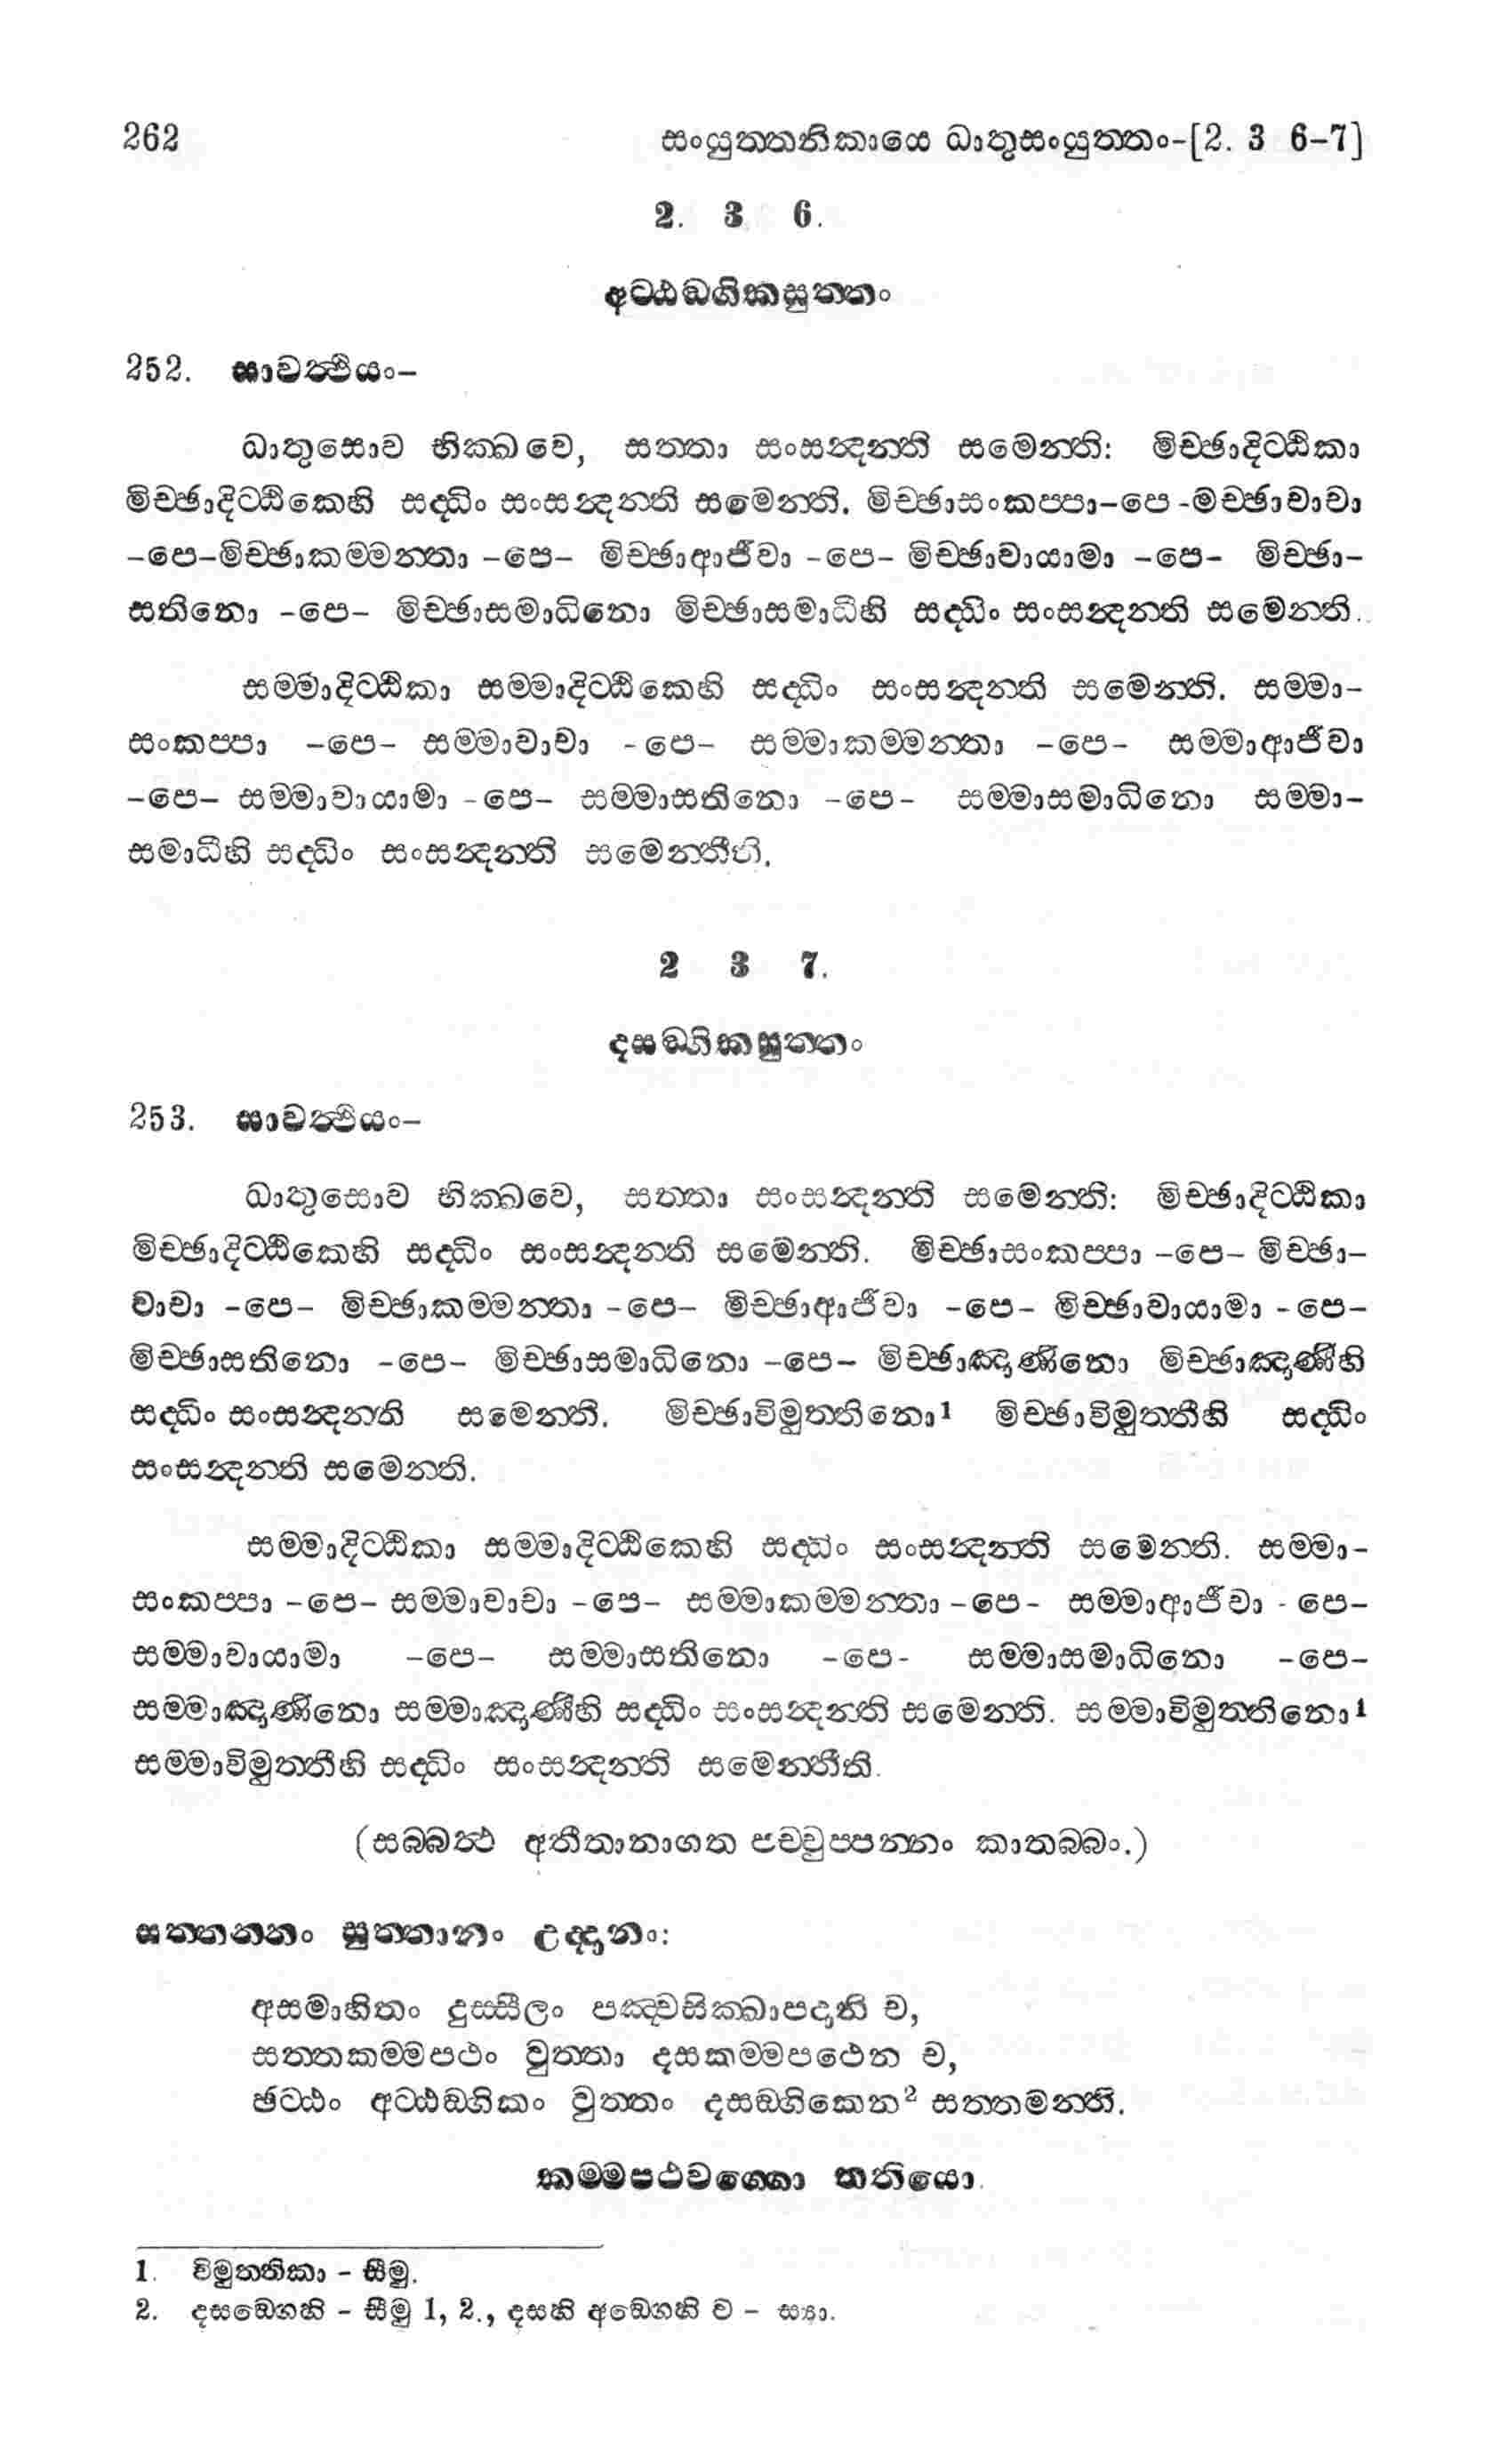 262 සංයුත්තනිකායෙ ධාතුසංයුත්තං-[2. 3 6-7]
2. 3 6.
අට්ඨඞ්ගිකසුත්තං
252. සාවත්ථියං-
ධාතුසොව භික්ඛවෙ, සත්තා සංසන්දන්ති සමෙන්ති: මිච්ඡාදිට්ඨිකා
මිච්ඡාදිට්ඨිකෙහි සද්ධිං සංසන්දන්ති සමෙන්ති. මිච්ඡාසංකප්පා-පෙ -මච්ඡාවාචා
-පෙ-මිච්ඡාකම්මන්තා -පෙ- මිච්ඡාආජීවා -පෙ- මිච්ඡාවායාමා -පෙ- මිච්ඡා-
සතිනො -පෙ- මිච්ඡාසමාධිනො මිච්ඡාසමාධීහි සද්ධිං සංසන්දන්ති සමෙන්ති.
සම්මාදිට්ඨිකා සම්මාදිට්ඨිකෙහි සද්ධිං සංසන්දන්ති සමෙන්ති. සම්මා-
සංකප්පා -පෙ- සම්මාවාචා -පෙ- සම්මාකම්මන්තා -පෙ- සම්මාආජීවා
-පෙ- සම්මාවායාමා -පෙ- සම්මාසතිනො -පෙ- සම්මාසමාධිනො සම්මා-
සමාධීහි සද්ධිං සංසන්දන්ති සමෙන්තීති.
2 3 7.
දසඞ්ගිකසුත්තං
253. සාවත්ථියං-
ධාතුසොව භික්ඛවෙ, සත්තා සංසන්දන්ති සමෙන්ති: මිච්ඡාදිට්ඨිකා
මිච්ඡාදිට්ඨිකෙහි සද්ධිං සංසන්දන්ති සමෙන්ති. මිච්ඡාසංකප්පා -පෙ- මිච්ඡා-
වාචා -පෙ- මිච්ඡාකම්මන්තා -පෙ- මිච්ඡාආජීවා -පෙ- මිච්ඡාවායාමා -පෙ-
මිච්ඡාසතිනො -පෙ- මිච්ඡාසමාධිනො -පෙ- මිච්ඡාඤාණිනො මිච්ඡාඤාණීහි
සද්ධිං සංසන්දන්ති සමෙන්ති. මිච්ඡාවිමුත්තිනො¹ මිච්ඡාවිමුත්තීහි සද්ධිං
සංසන්දන්ති සමෙන්ති.
සම්මාදිට්ඨිකා සම්මාදිට්ඨිකෙහි සද්ධිං සංසන්දන්ති සමෙන්ති. සම්මා-
සංකප්පා -පෙ- සම්මාවාචා -පෙ- සම්මාකම්මන්තා -පෙ- සම්මාආජීවා - පෙ-
සම්මාවායාමා -පෙ- සම්මාසතිනො -පෙ- සම්මාසමාධිනො -පෙ-
සම්මාඤාණිනො සම්මාඤාණීහි සද්ධිං සංසන්දන්ති සමෙන්ති. සම්මාවිමුත්තිනො¹
සම්මාවිමුත්තීහි සද්ධිං සංසන්දන්ති සමෙන්තීති.
(සබ්බත්ථ අතීතානාගත පච්චුප්පන්නං කාතබ්බං.)
සත්තන්නං සුත්තානං උද්දානං:
අසමාහිතං දුස්සීලං පඤ්චසික්ඛාපදානි ච,
සත්තකම්මපථං වුත්තා දසකම්මපථෙන ච,
ඡට්ඨං අට්ඨඞ්ගිකං වුත්තං දසඞ්ගිකෙන² සත්තමන්ති.
කම්මපථවග්ගො තතියො.
1. විමුත්තිකා - සීමු.
2. දසඞ්ගෙහි - සීමු 1, 2., දසහි අඞ්ගෙහි ච - ස්‍යා.